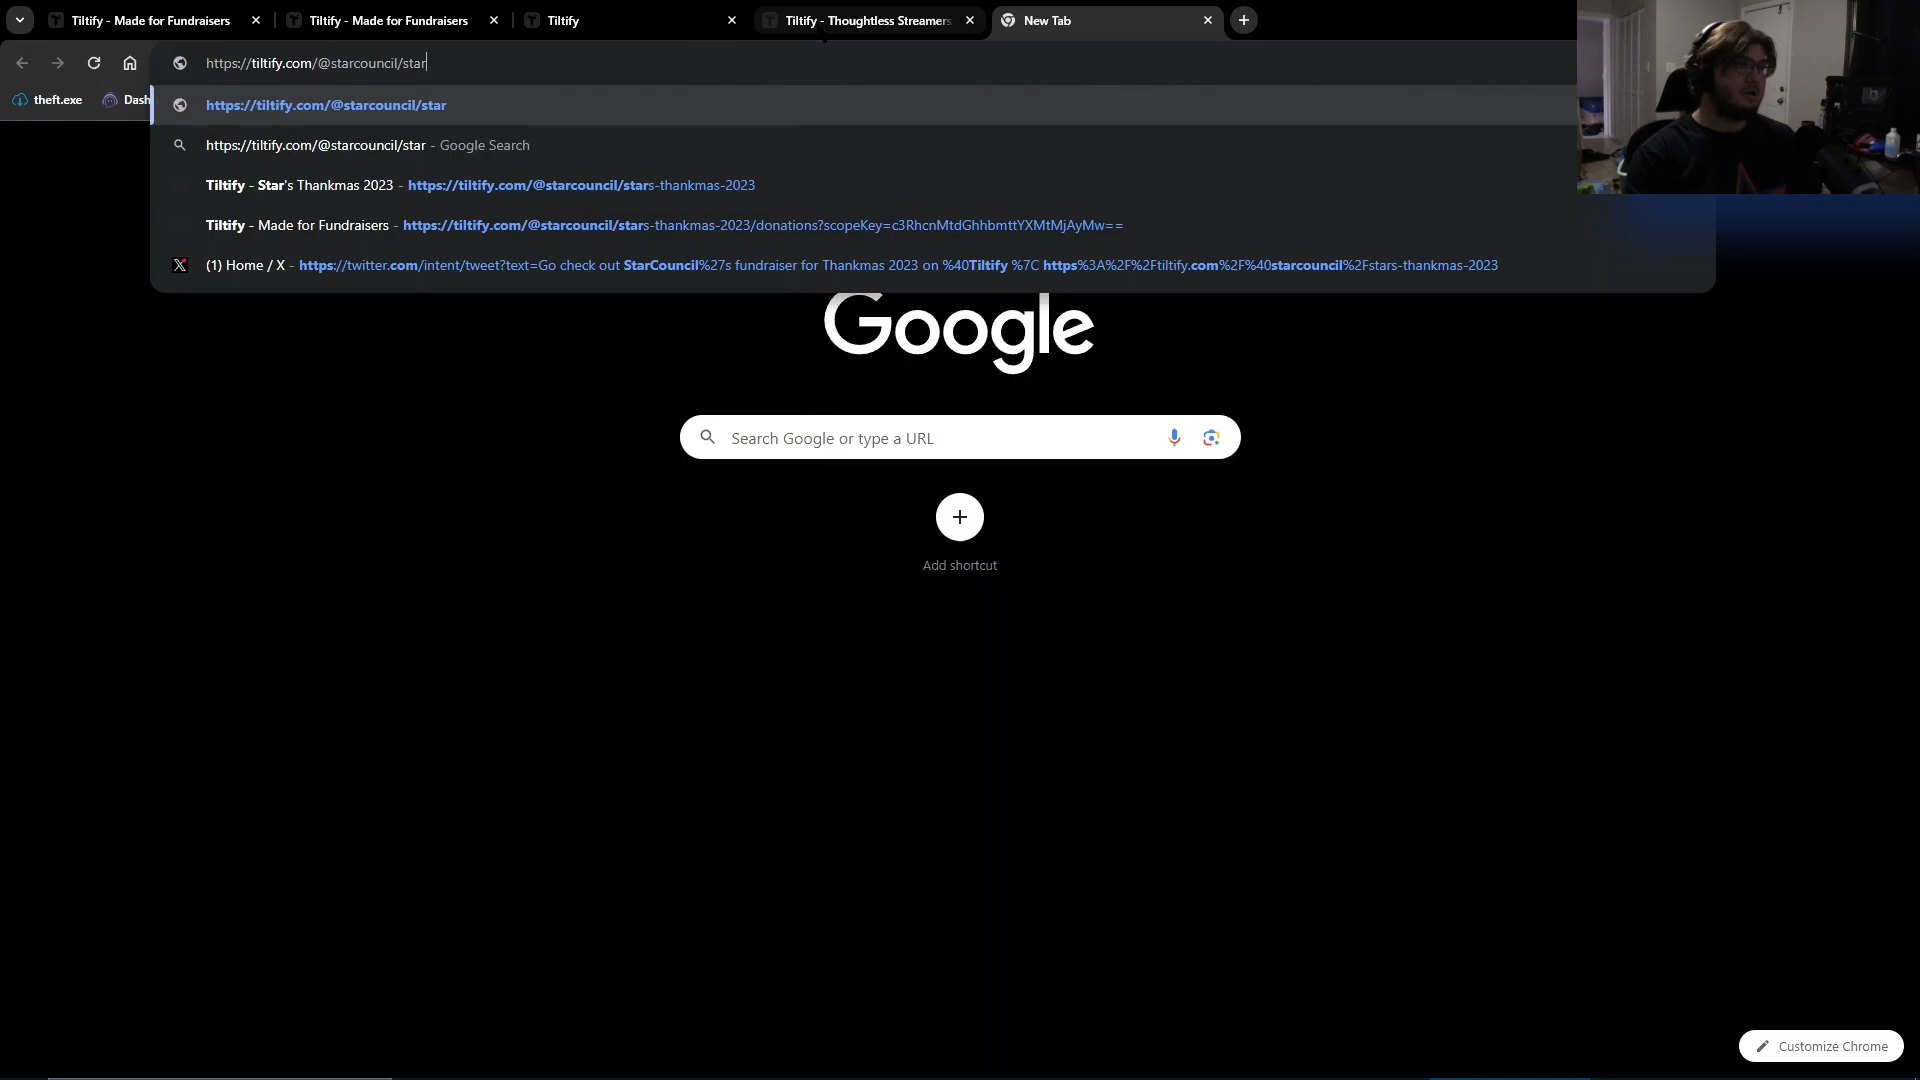 Tiltify - Made for Fundraisers
Tiltify - Made for Fundraisers
Tiltify
Tiltify - Thoughtless Streamers
New Tab
https://tiltify.com/@starcouncil/star
theft.exe
Dash
https://tiltify.com/@starcouncil/star
https://tiltify.com/@starcouncil/star - Google Search
Tiltify - Star's Thankmas 2023 - https://tiltify.com/@starcouncil/stars-thankmas-2023
Tiltify - Made for Fundraisers - https://tiltify.com/@starcouncil/stars-thankmas-2023/donations?scopeKey=c3RhcnMtdGhhbmttYXMtMjAyMw==
(1) Home / X - https://twitter.com/intent/tweet?text=Go check out StarCouncil%27s fundraiser for Thankmas 2023 on %40Tiltify %7C https%3A%2F%2Ftiltify.com%2F%40starcouncil%2Fstars-thankmas-2023
Google
Search Google or type a URL
Add shortcut
Customize Chrome